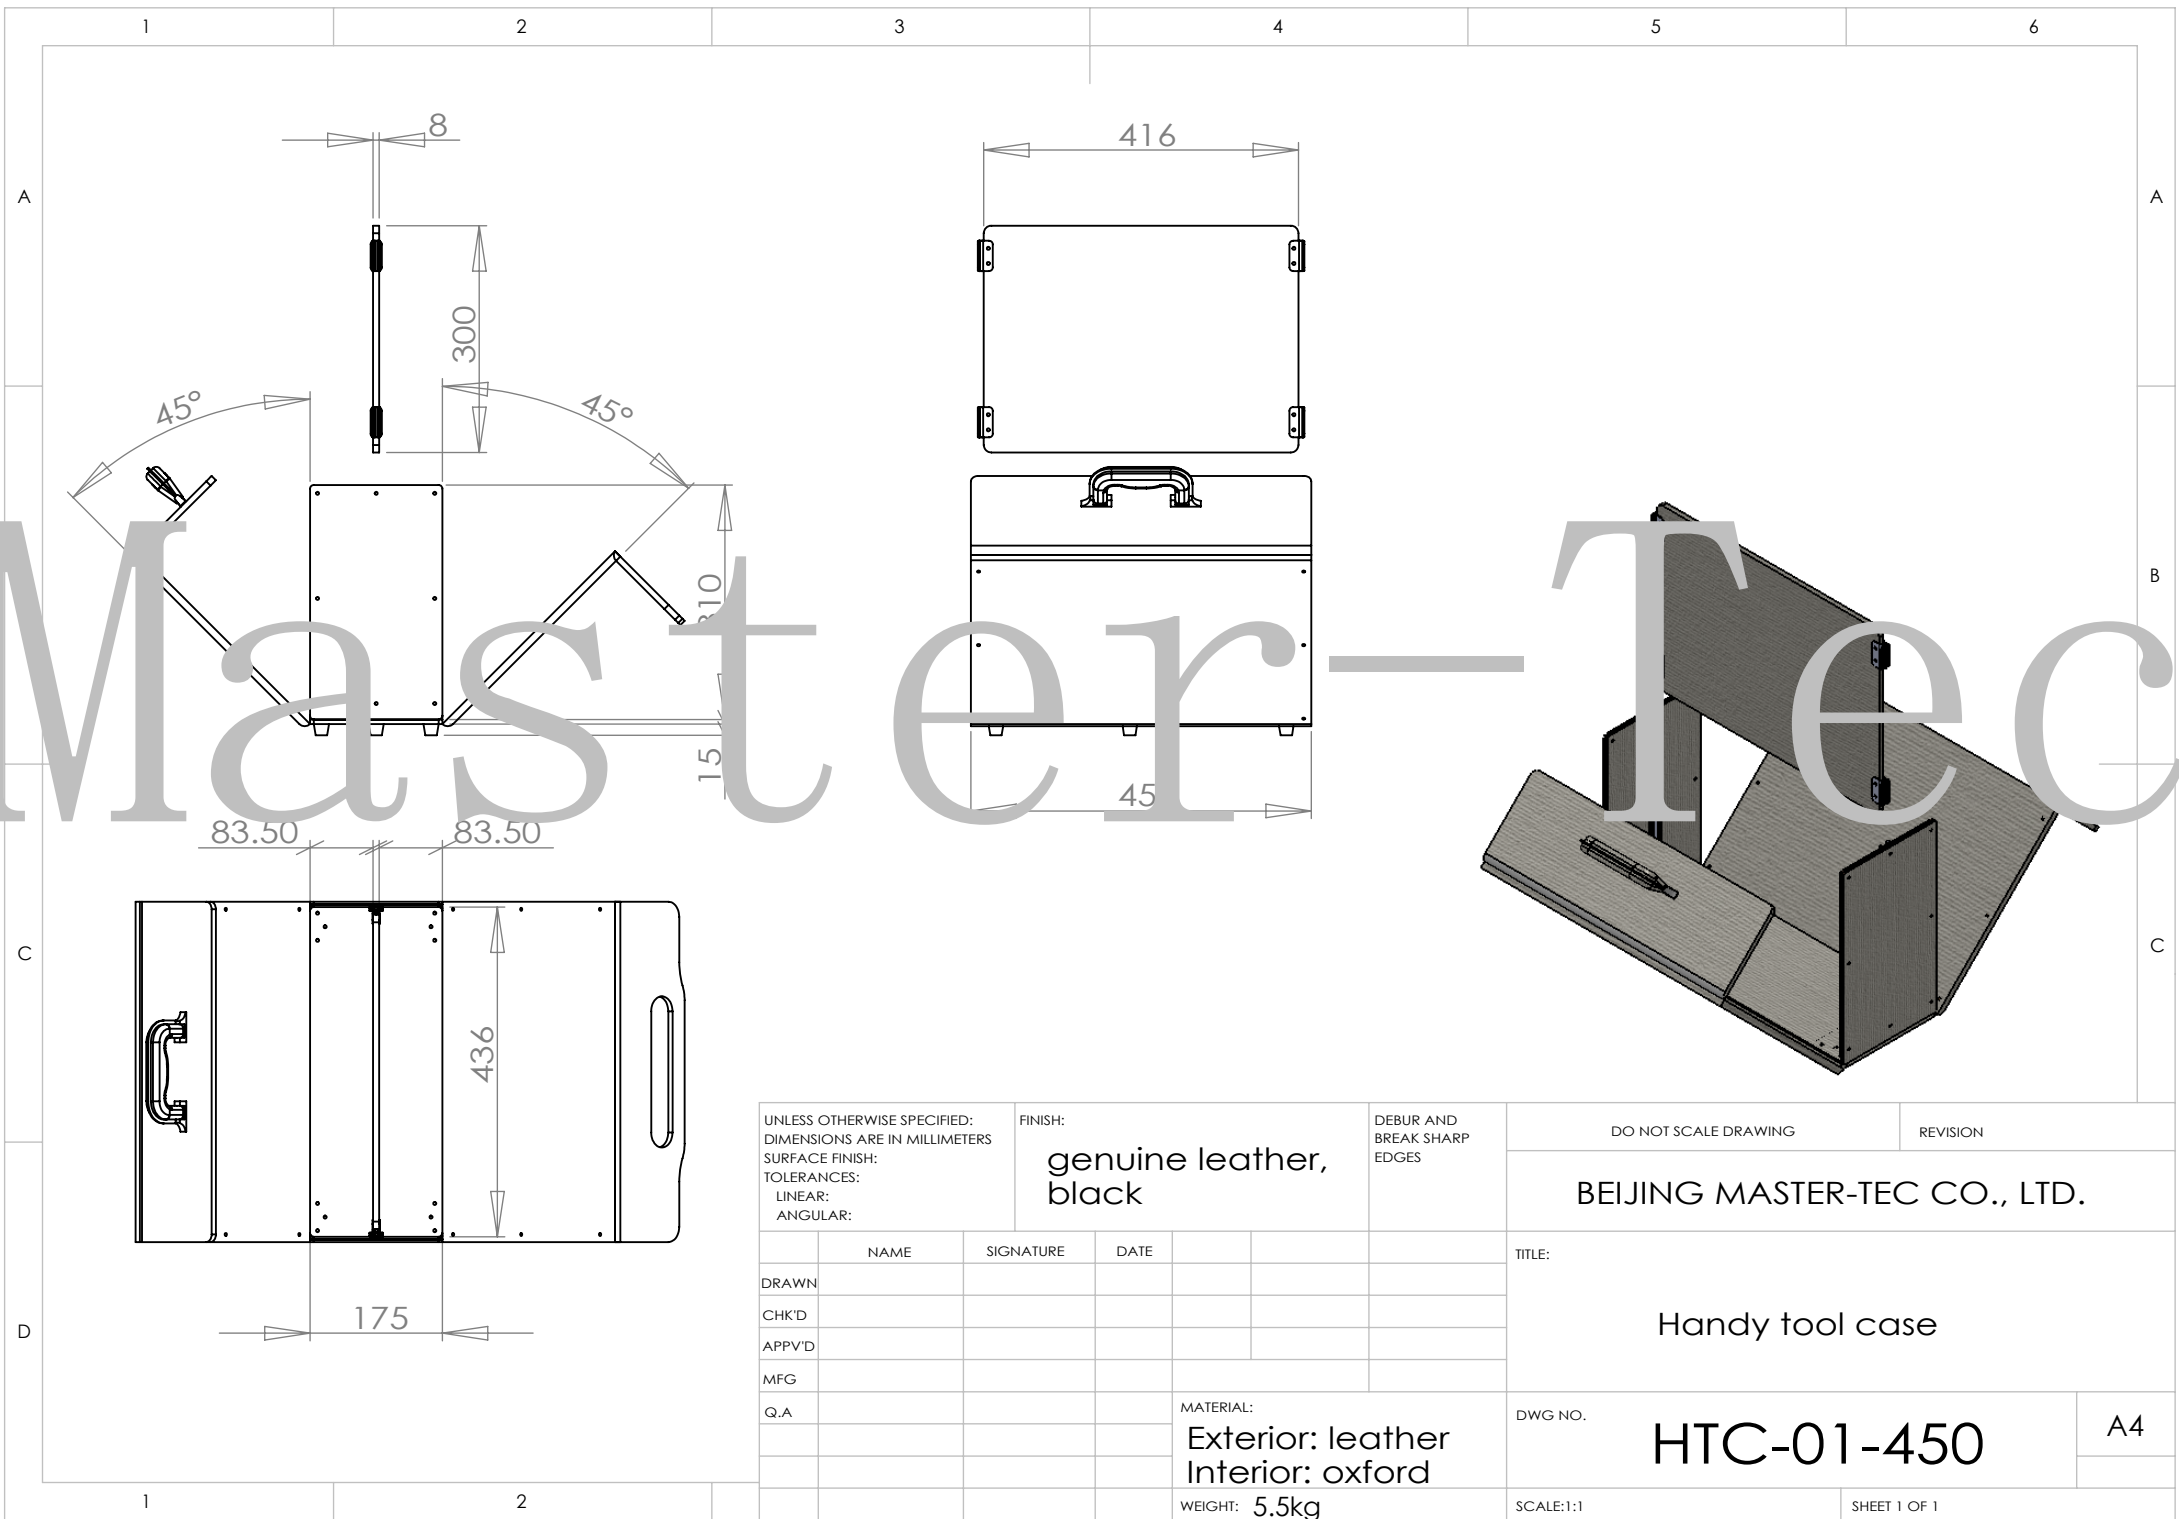 1 2 3 4 5 6
8
416
A A
300
45° 45°
B
Master-Tec
15
83.50 83.50
C C
436
175
D
UNLESS OTHERWISE SPECIFIED:
DIMENSIONS ARE IN MILLIMETERS
SURFACE FINISH:
TOLERANCES:
LINEAR:
ANGULAR:
FINISH:
genuine leather,
black
DEBUR AND
BREAK SHARP
EDGES
DO NOT SCALE DRAWING
REVISION
BEIJING MASTER-TEC CO., LTD.
NAME SIGNATURE DATE
DRAWN
CHK'D
APPV'D
MFG
Q.A
TITLE:
Handy tool case
MATERIAL:
Exterior: leather
Interior: oxford
DWG NO.
HTC-01-450
A4
WEIGHT: 5.5kg
SCALE:1:1
SHEET 1 OF 1
1 2